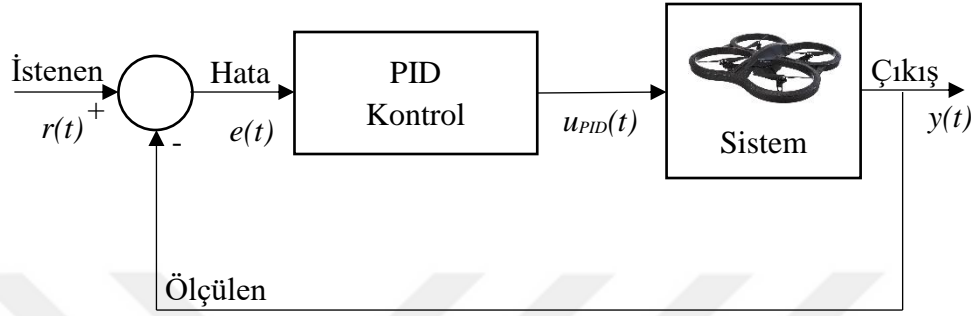 İstenen
+
r(t)
-
Hata
e(t)
PID
Kontrol
u_PID(t)
Sistem
Çıkış
y(t)
Ölçülen